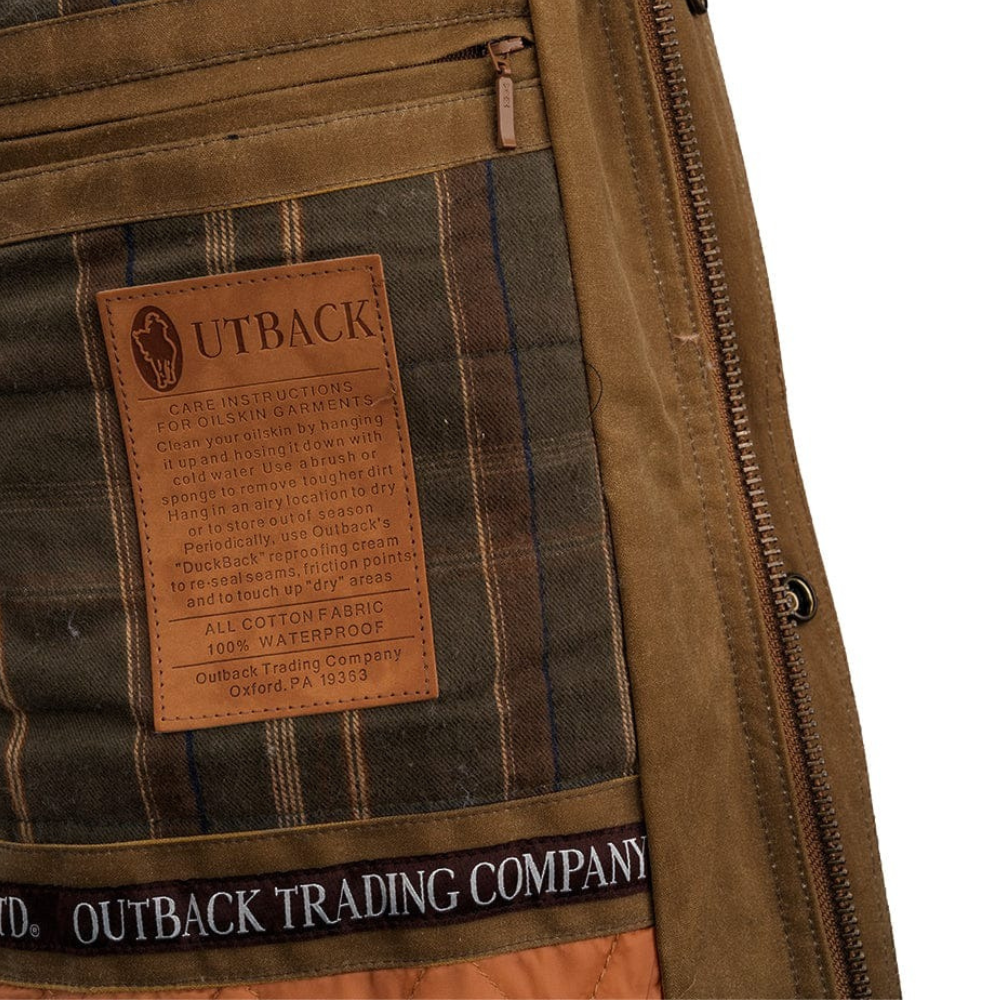 UTBACK
CARE INSTRUCTIONS
FOR OILSKIN GARMENTS
Clean your oilskin by hanging
it up and hosing it down with
cold water Use a brush or
sponge to remove tougher dirt
Hang in an airy location to dry
or to store out of season
Periodically, use Outback's
"DuckBack" reproofing cream
to re-seal seams, friction points
and to touch up "dry" areas
ALL COTTON FABRIC
100% WATERPROOF
Outback Trading Company
Oxford. PA 19363
TD.® OUTBACK TRADING COMPANY